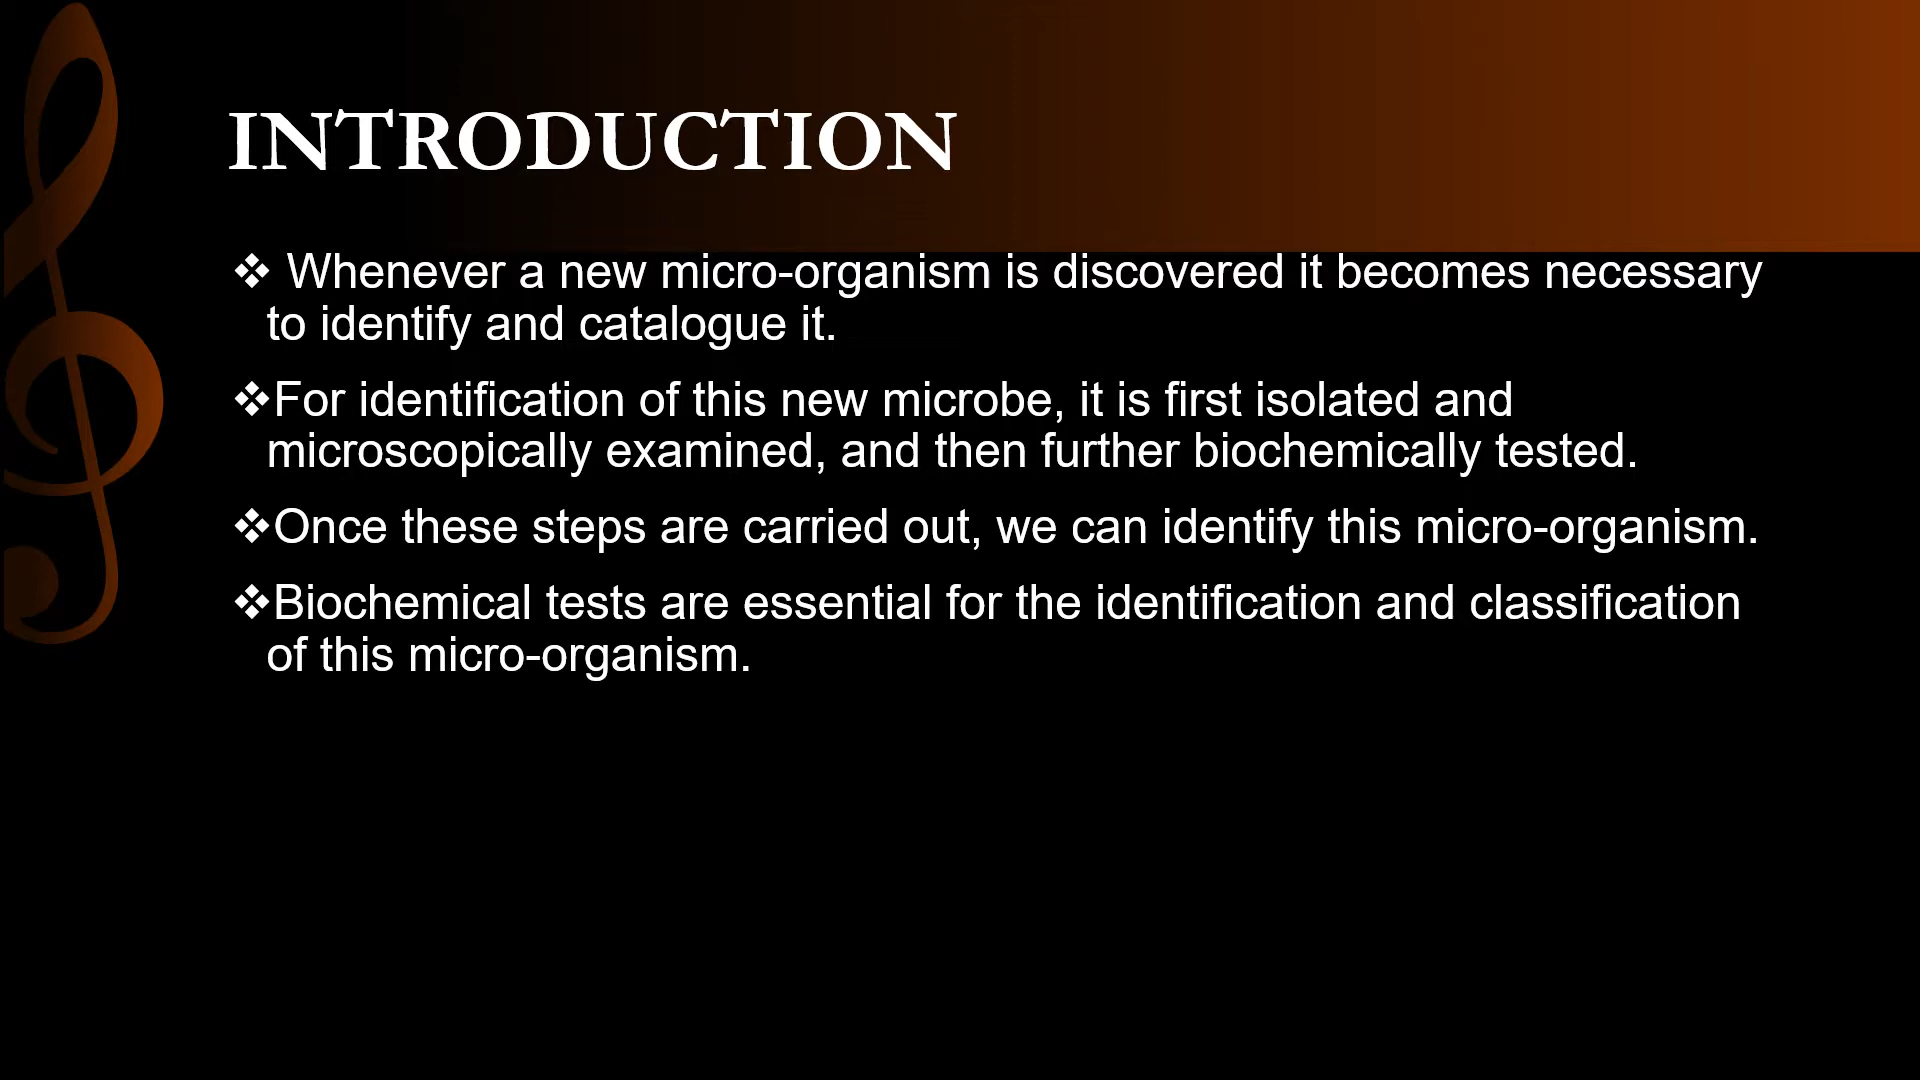 INTRODUCTION
❖ Whenever a new micro-organism is discovered it becomes necessary
to identify and catalogue it.
❖For identification of this new microbe, it is first isolated and
microscopically examined, and then further biochemically tested.
❖Once these steps are carried out, we can identify this micro-organism.
❖Biochemical tests are essential for the identification and classification
of this micro-organism.